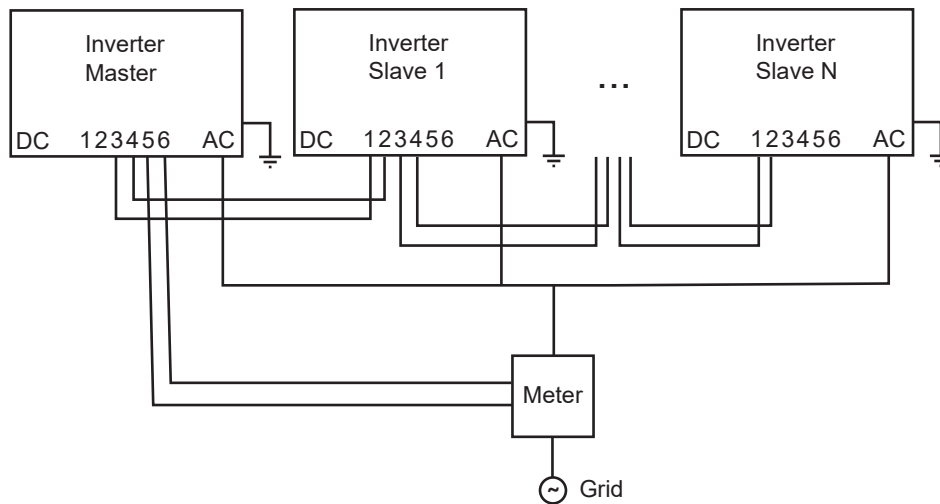 Inverter
Master
Inverter
Slave 1
...
Inverter
Slave N
DC 123456 AC
DC 123456 AC
DC 123456 AC
Meter
~ Grid